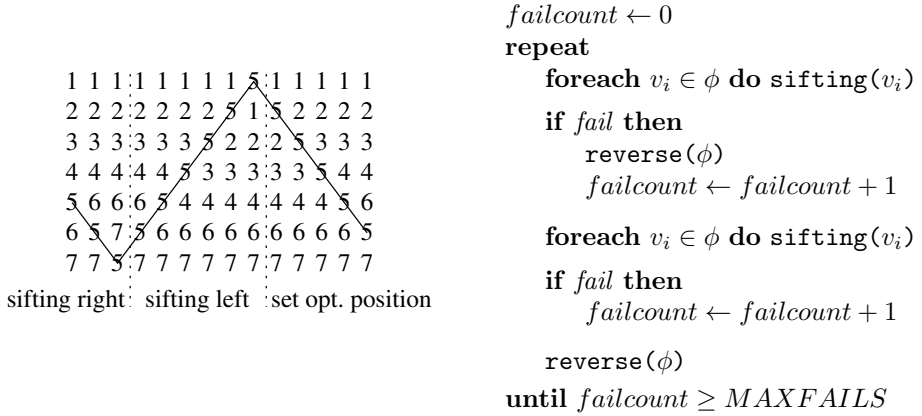 1 1 1 1 1 1 1 1 5 1 1 1 1 1
2 2 2 2 2 2 2 5 1 5 2 2 2 2
3 3 3 3 3 3 5 2 2 2 5 3 3 3
4 4 4 4 4 5 3 3 3 3 3 5 4 4
5 6 6 6 5 4 4 4 4 4 4 4 5 6
6 5 7 5 6 6 6 6 6 6 6 6 6 5
7 7 5 7 7 7 7 7 7 7 7 7 7 7
sifting right sifting left set opt. position
failcount ← 0
repeat
foreach v_i ∈ ϕ do sifting(v_i)
if fail then
reverse(ϕ)
failcount ← failcount + 1
foreach v_i ∈ ϕ do sifting(v_i)
if fail then
failcount ← failcount + 1
reverse(ϕ)
until failcount ≥ MAXFAILS